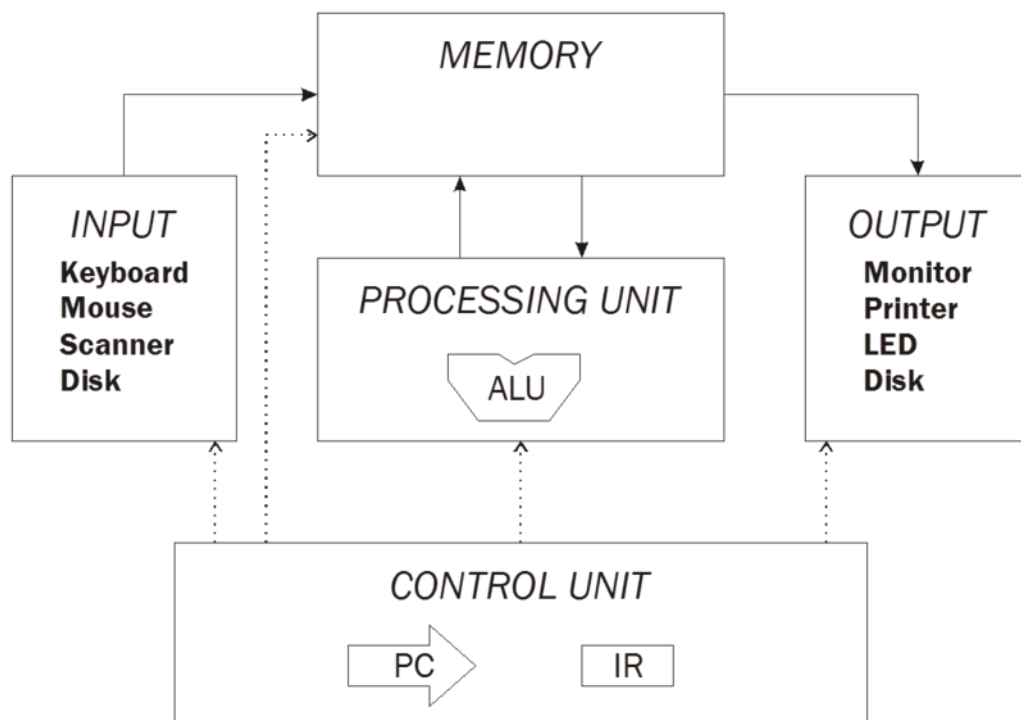 MEMORY
INPUT
Keyboard
Mouse
Scanner
Disk
PROCESSING UNIT
ALU
OUTPUT
Monitor
Printer
LED
Disk
CONTROL UNIT
PC
IR